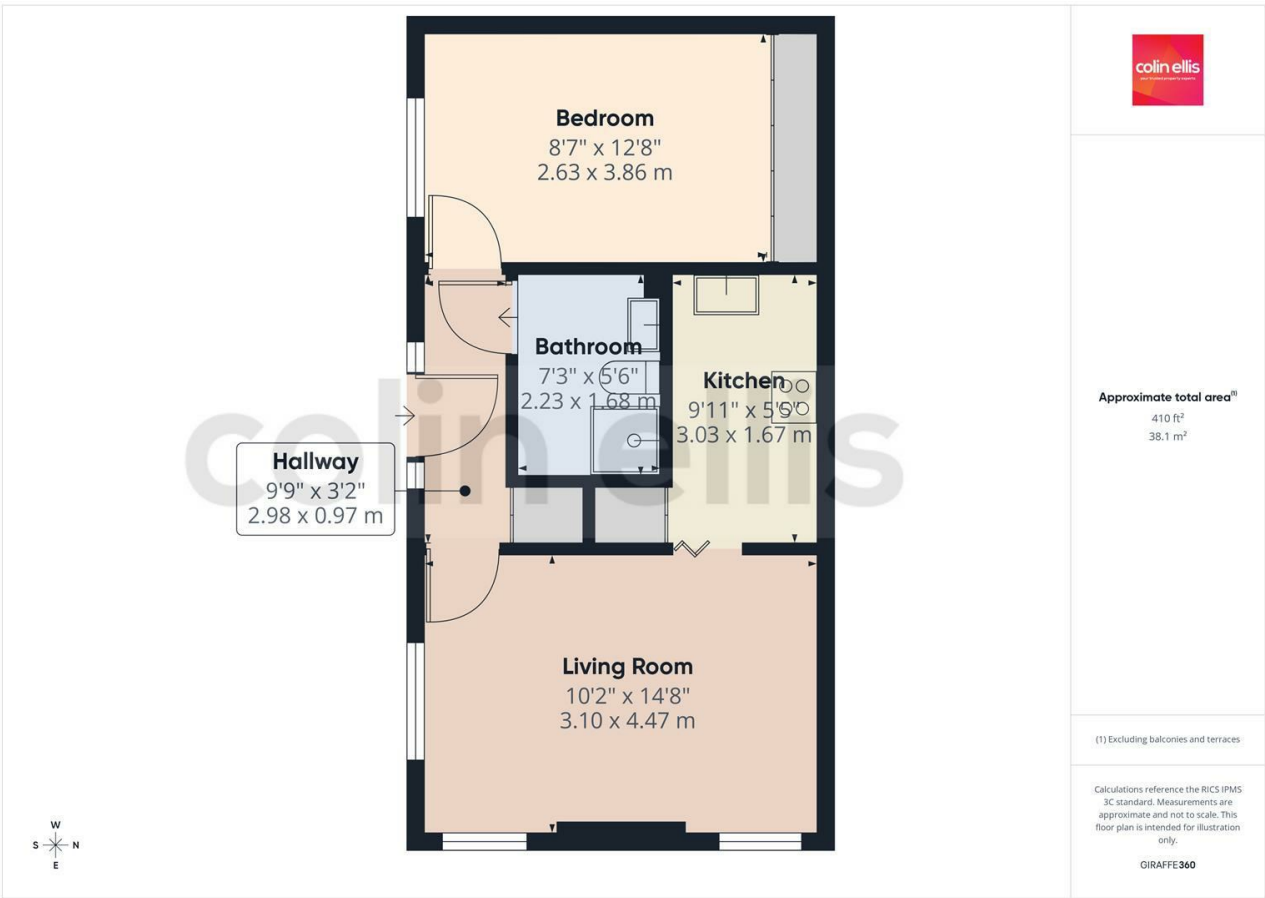 Bedroom
8'7" x 12'8"
2.63 x 3.86 m
Bathroom
7'3" x 5'6"
2.23 x 1.68 m
Kitchen
9'11" x 5'5"
3.03 x 1.67 m
Hallway
9'9" x 3'2"
2.98 x 0.97 m
colin ellis
Living Room
10'2" x 14'8"
3.10 x 4.47 m
W
S N
E
colin ellis
your trusted property experts
Approximate total area(1)
410 ft²
38.1 m²
(1) Excluding balconies and terraces
Calculations reference the RICS IPMS
3C standard. Measurements are
approximate and not to scale. This
floor plan is intended for illustration
only.
GIRAFFE360